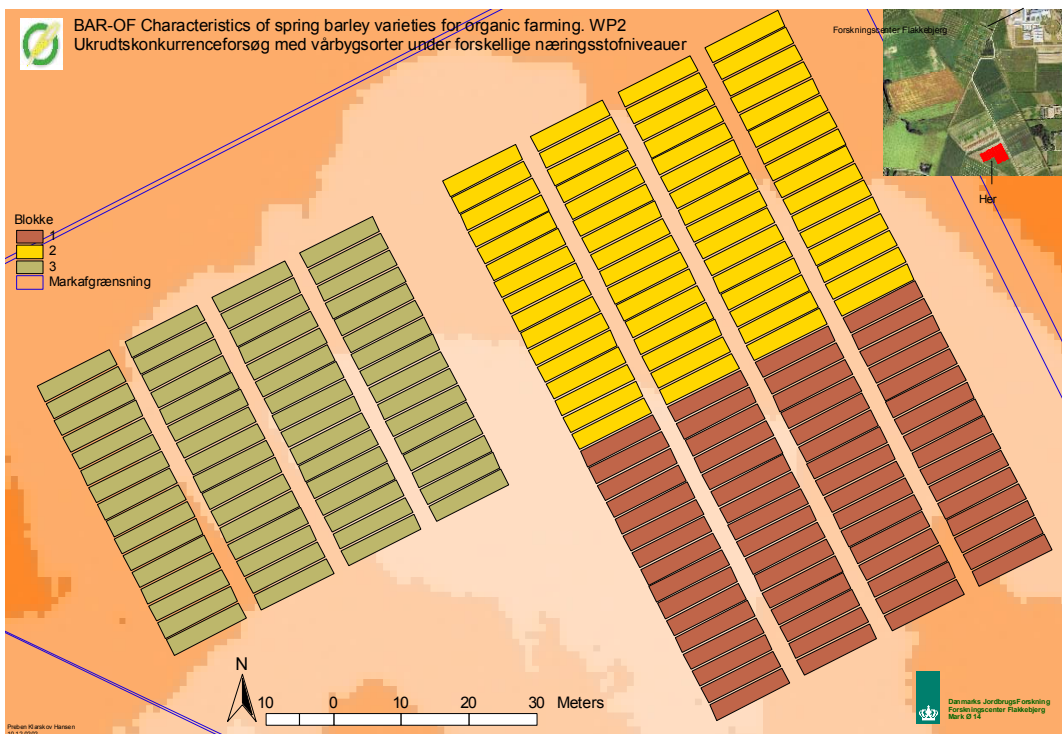 BAR-OF Characteristics of spring barley varieties for organic farming. WP2
Ukrudtskonkurrenceforsøg med vårbygsorter under forskellige næringsstofniveauer
Forskningscenter Flakkebjerg
Her
Blokke
1
2
3
Markafgrænsning
N
10 0 10 20 30 Meters
Preben Klarskov Hansen
Danmarks JordbrugsForskning
Forskningscenter Flakkebjerg
Mark Ø 14